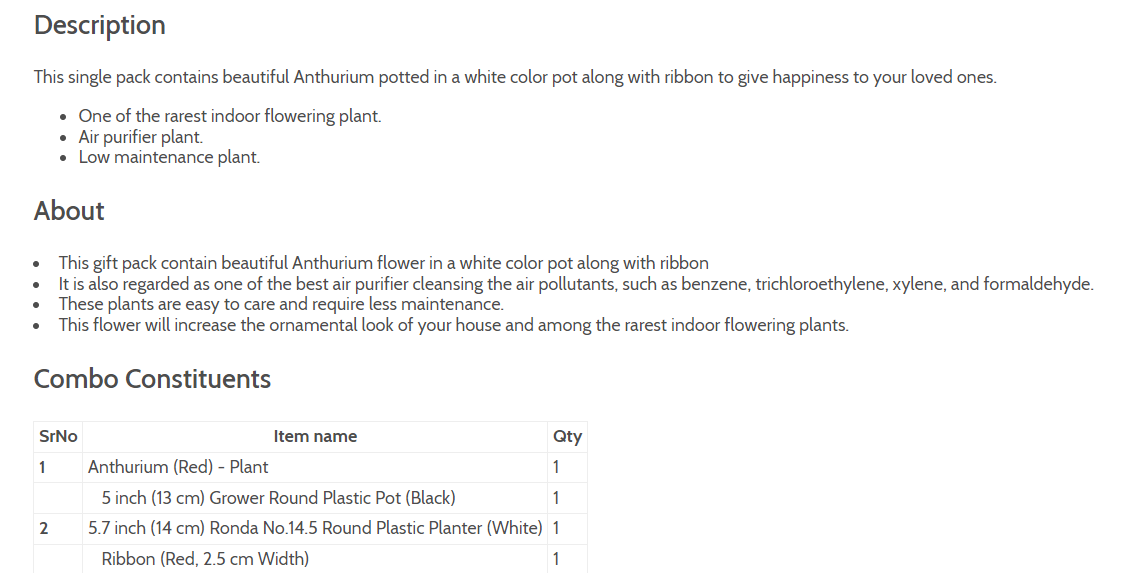 Description
This single pack contains beautiful Anthurium potted in a white color pot along with ribbon to give happiness to your loved ones.
One of the rarest indoor flowering plant.
Air purifier plant.
Low maintenance plant.
About
This gift pack contain beautiful Anthurium flower in a white color pot along with ribbon
It is also regarded as one of the best air purifier cleansing the air pollutants, such as benzene, trichloroethylene, xylene, and formaldehyde.
These plants are easy to care and require less maintenance.
This flower will increase the ornamental look of your house and among the rarest indoor flowering plants.
Combo Constituents
SrNo Item name Qty
1 Anthurium (Red) - Plant 1
5 inch (13 cm) Grower Round Plastic Pot (Black) 1
2 5.7 inch (14 cm) Ronda No.14.5 Round Plastic Planter (White) 1
Ribbon (Red, 2.5 cm Width) 1